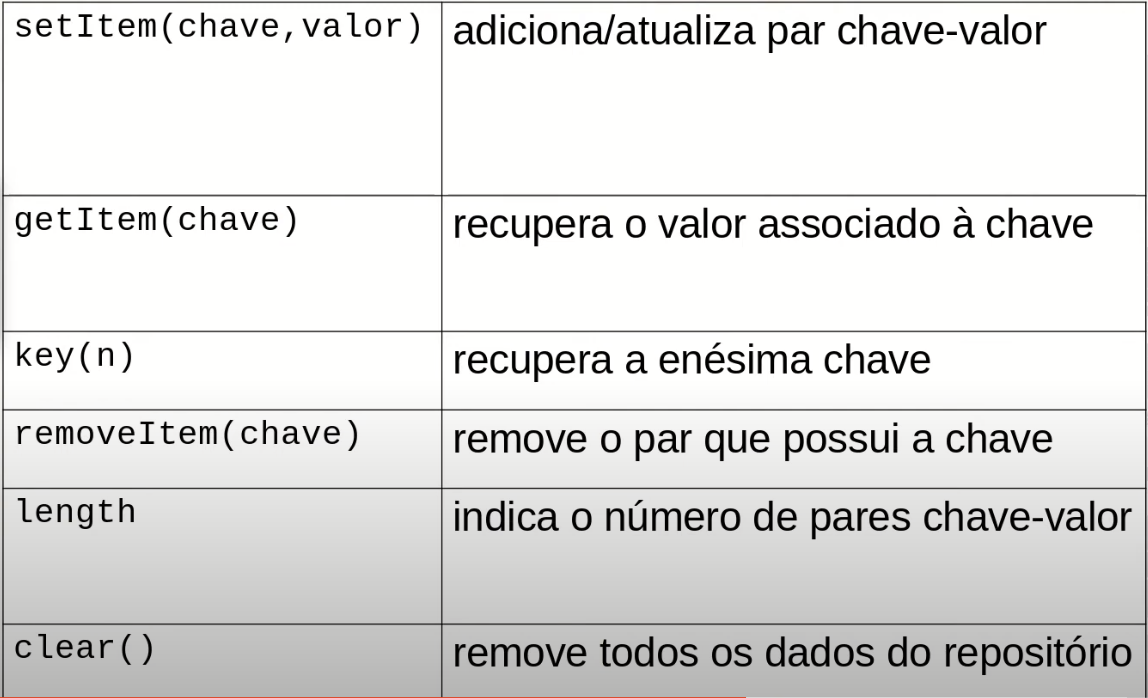 setItem(chave,valor) adiciona/atualiza par chave-valor
getItem(chave) recupera o valor associado à chave
key(n) recupera a enésima chave
removeItem(chave) remove o par que possui a chave
length indica o número de pares chave-valor
clear() remove todos os dados do repositório